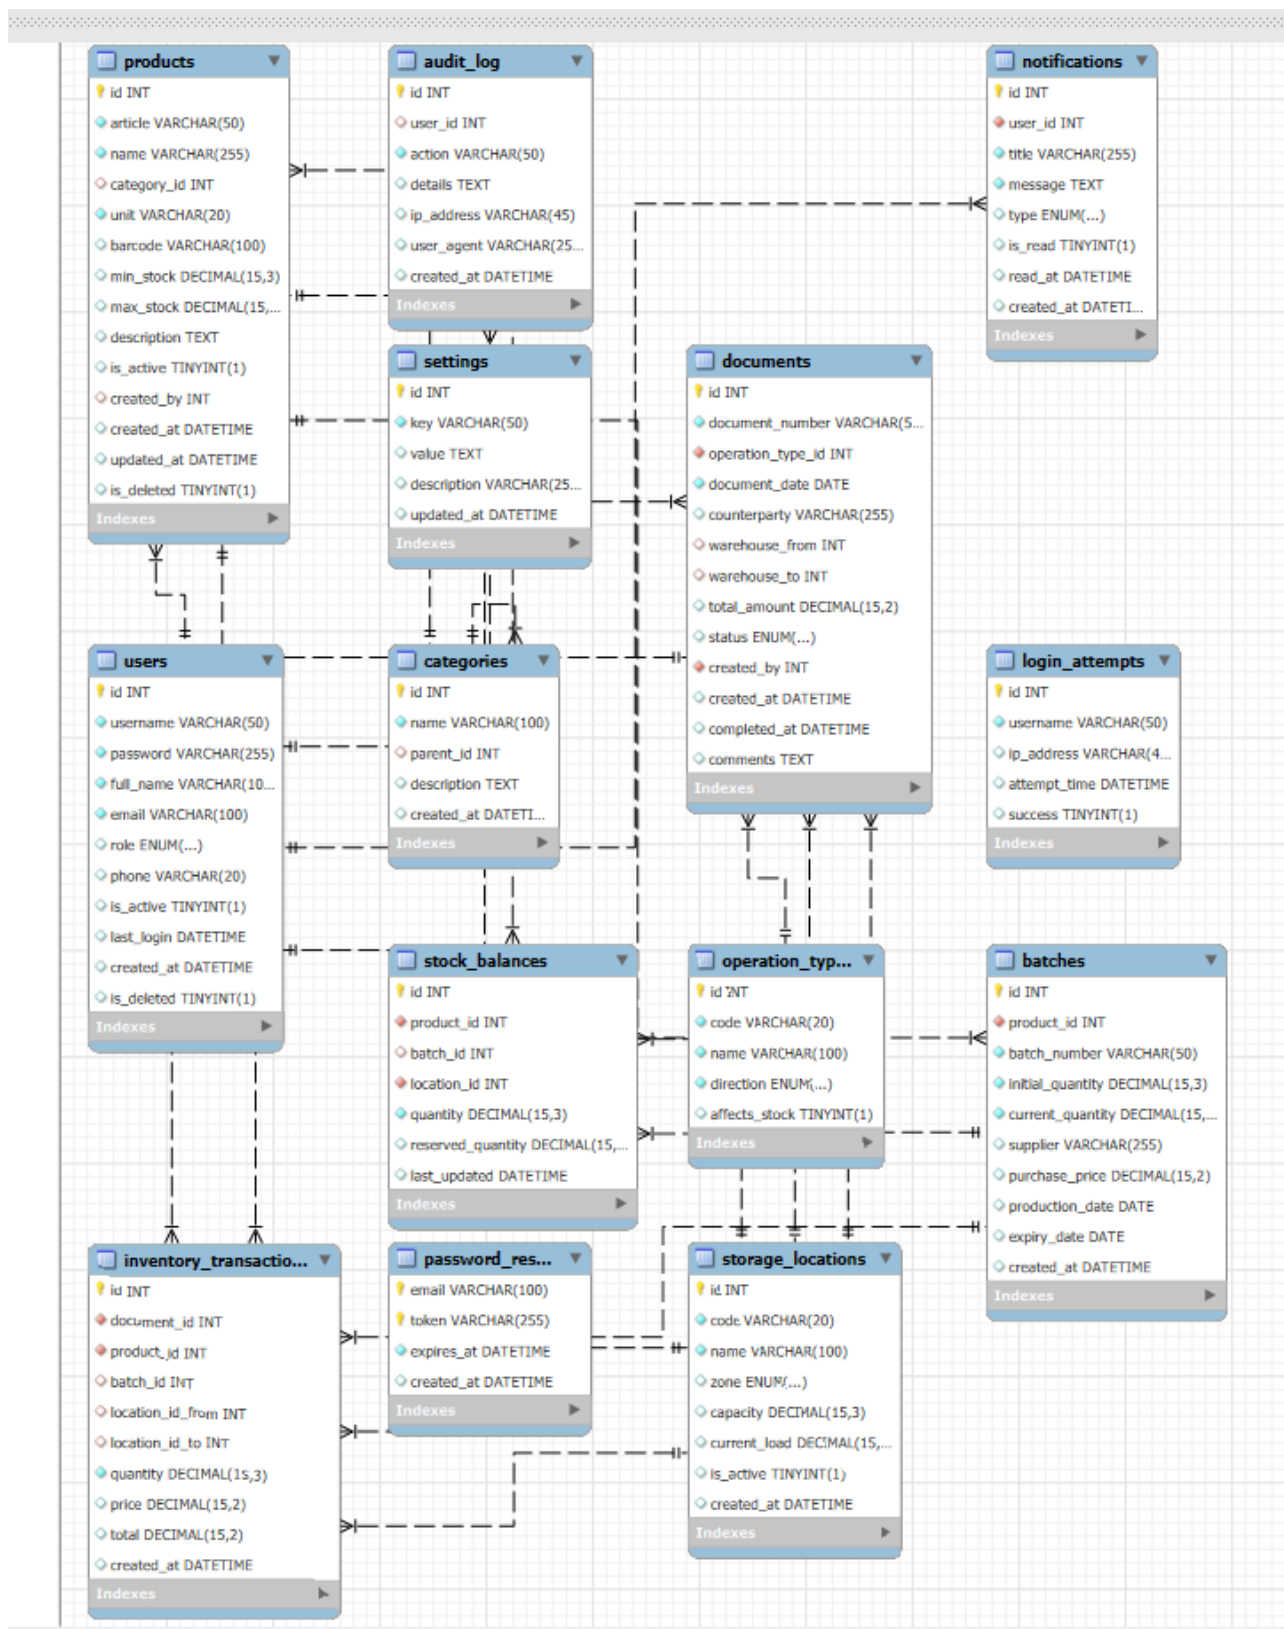 products
id INT
article VARCHAR(50)
name VARCHAR(255)
category_id INT
unit VARCHAR(20)
barcode VARCHAR(100)
min_stock DECIMAL(15,3)
max_stock DECIMAL(15,...
description TEXT
is_active TINYINT(1)
created_by INT
created_at DATETIME
updated_at DATETIME
is_deleted TINYINT(1)
Indexes
audit_log
id INT
user_id INT
action VARCHAR(50)
details TEXT
ip_address VARCHAR(45)
user_agent VARCHAR(25...
created_at DATETIME
Indexes
notifications
id INT
user_id INT
title VARCHAR(255)
message TEXT
type ENUM(...)
is_read TINYINT(1)
read_at DATETIME
created_at DATETI...
Indexes
settings
id INT
key VARCHAR(50)
value TEXT
description VARCHAR(25...
updated_at DATETIME
Indexes
documents
id INT
document_number VARCHAR(5...
operation_type_id INT
document_date DATE
counterparty VARCHAR(255)
warehouse_from INT
warehouse_to INT
total_amount DECIMAL(15,2)
status ENUM(...)
created_by INT
created_at DATETIME
completed_at DATETIME
comments TEXT
Indexes
users
id INT
username VARCHAR(50)
password VARCHAR(255)
full_name VARCHAR(10...
email VARCHAR(100)
role ENUM(...)
phone VARCHAR(20)
is_active TINYINT(1)
last_login DATETIME
created_at DATETIME
is_deleted TINYINT(1)
Indexes
categories
id INT
name VARCHAR(100)
parent_id INT
description TEXT
created_at DATETI...
Indexes
login_attempts
id INT
username VARCHAR(50)
ip_address VARCHAR(4...
attempt_time DATETIME
success TINYINT(1)
Indexes
stock_balances
id INT
product_id INT
batch_id INT
location_id INT
quantity DECIMAL(15,3)
reserved_quantity DECIMAL(15,...
last_updated DATETIME
Indexes
operation_typ...
id INT
code VARCHAR(20)
name VARCHAR(100)
direction ENUM(...)
affects_stock TINYINT(1)
Indexes
batches
id INT
product_id INT
batch_number VARCHAR(50)
initial_quantity DECIMAL(15,3)
current_quantity DECIMAL(15,...
supplier VARCHAR(255)
purchase_price DECIMAL(15,2)
production_date DATE
expiry_date DATE
created_at DATETIME
Indexes
inventory_transactio...
id INT
document_id INT
product_id INT
batch_id INT
location_id_from INT
location_id_to INT
quantity DECIMAL(15,3)
price DECIMAL(15,2)
total DECIMAL(15,2)
created_at DATETIME
Indexes
password_res...
email VARCHAR(100)
token VARCHAR(255)
expires_at DATETIME
created_at DATETIME
Indexes
storage_locations
id INT
code VARCHAR(20)
name VARCHAR(100)
zone ENUM(...)
capacity DECIMAL(15,3)
current_load DECIMAL(15,...
is_active TINYINT(1)
created_at DATETIME
Indexes